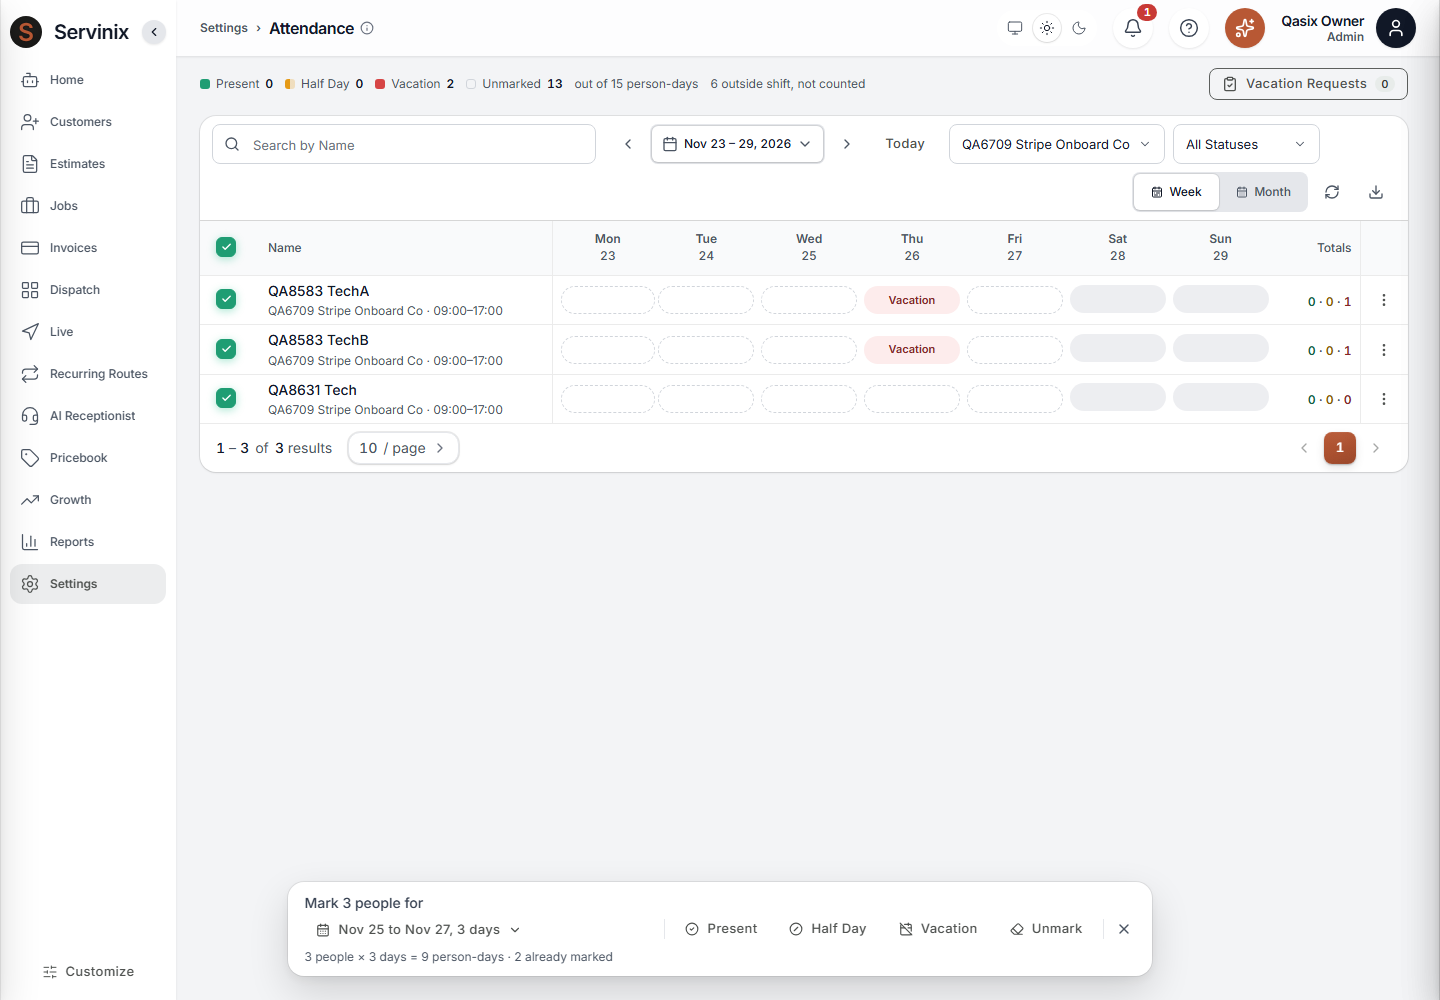 Servinix
Settings › Attendance
1
Qasix Owner
Admin
Home
Customers
Estimates
Jobs
Invoices
Dispatch
Live
Recurring Routes
AI Receptionist
Pricebook
Growth
Reports
Settings
Customize
Present 0 Half Day 0 Vacation 2 Unmarked 13 out of 15 person-days 6 outside shift, not counted
Vacation Requests 0
Search by Name
Nov 23 – 29, 2026
Today
QA6709 Stripe Onboard Co
All Statuses
Week Month
Name Mon 23 Tue 24 Wed 25 Thu 26 Fri 27 Sat 28 Sun 29 Totals
QA8583 TechA
QA6709 Stripe Onboard Co · 09:00–17:00
Vacation
0 · 0 · 1
QA8583 TechB
QA6709 Stripe Onboard Co · 09:00–17:00
Vacation
0 · 0 · 1
QA8631 Tech
QA6709 Stripe Onboard Co · 09:00–17:00
0 · 0 · 0
1 – 3 of 3 results
10 / page
1
Mark 3 people for
Nov 25 to Nov 27, 3 days
Present Half Day Vacation Unmark
3 people × 3 days = 9 person-days · 2 already marked